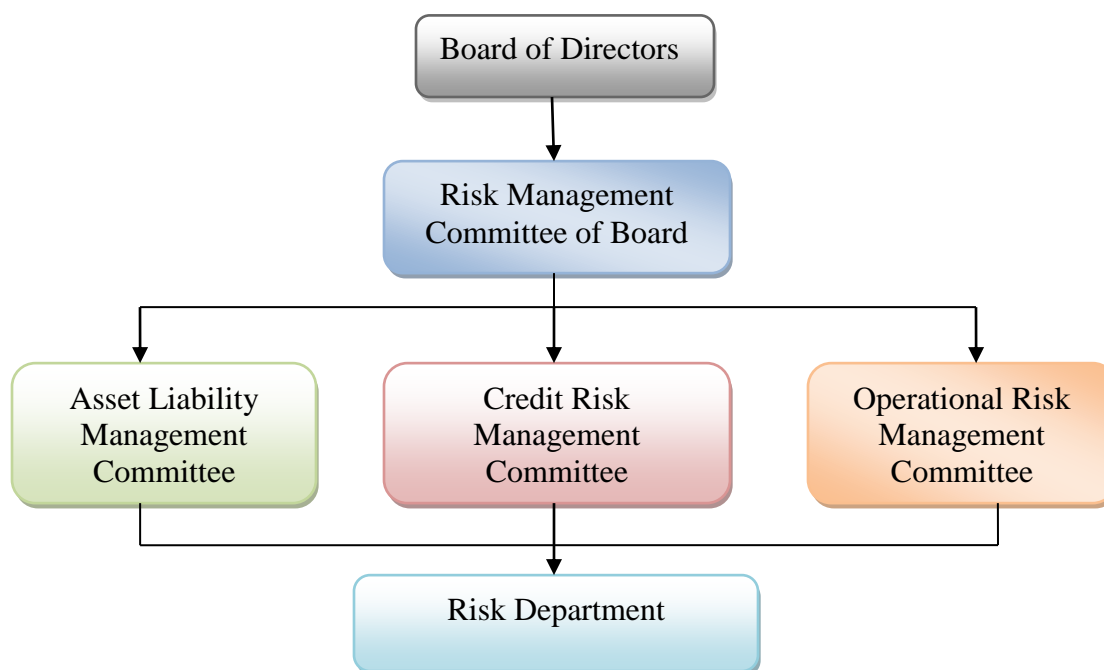 Board of Directors
Risk Management
Committee of Board
Asset Liability
Management
Committee
Credit Risk
Management
Committee
Operational Risk
Management
Committee
Risk Department